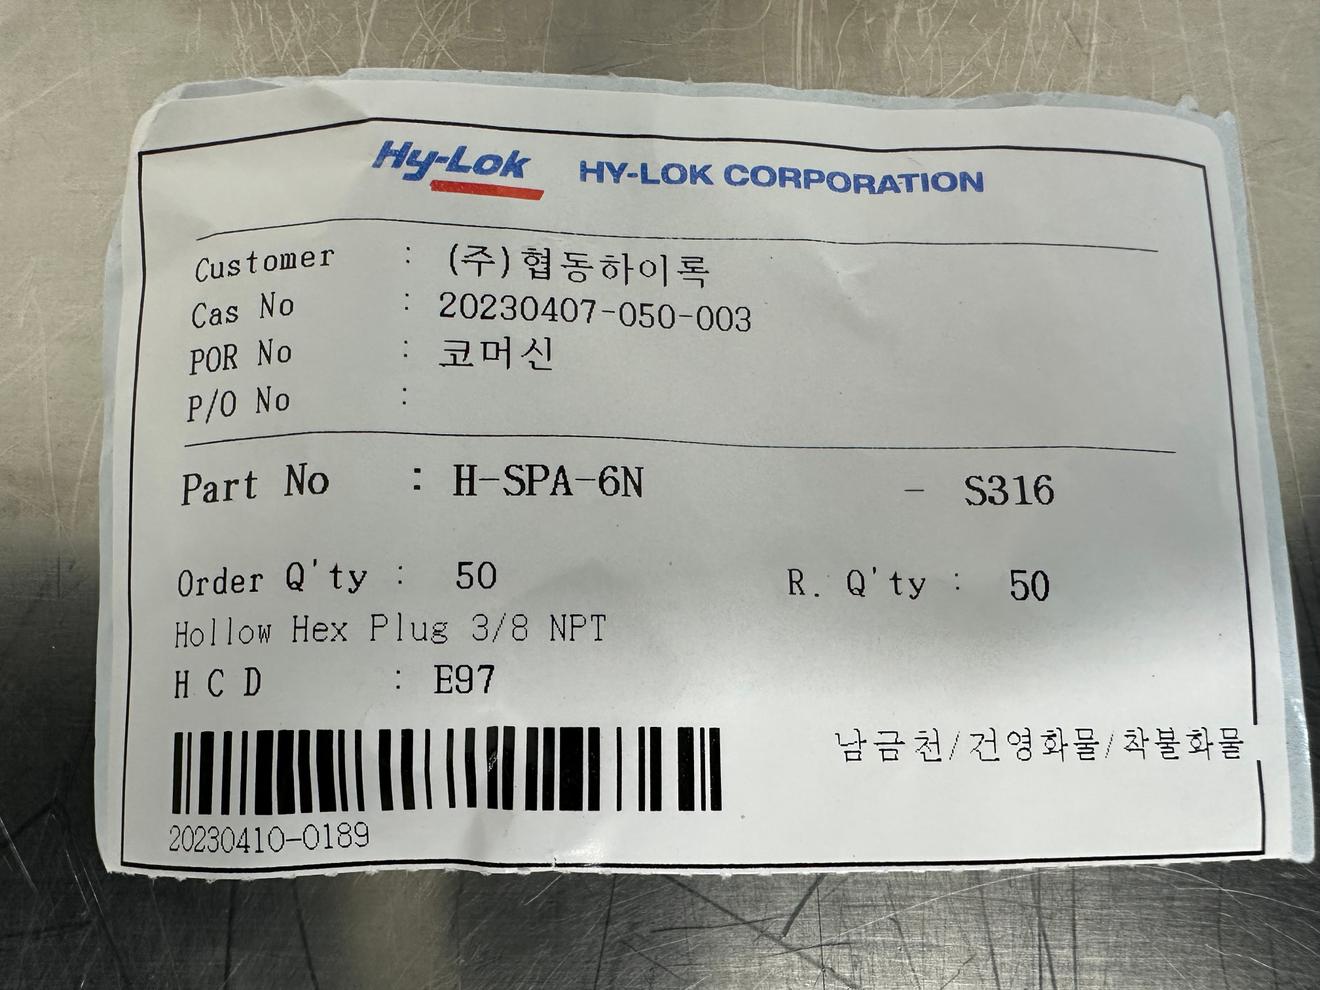 Hy-Lok HY-LOK CORPORATION
Customer : (주)협동하이록
Cas No : 20230407-050-003
POR No : 코머신
P/O No :
Part No : H-SPA-6N - S316
Order Q'ty : 50 R. Q'ty : 50
Hollow Hex Plug 3/8 NPT
H C D : E97
남금천/건영화물/착불화물
20230410-0189